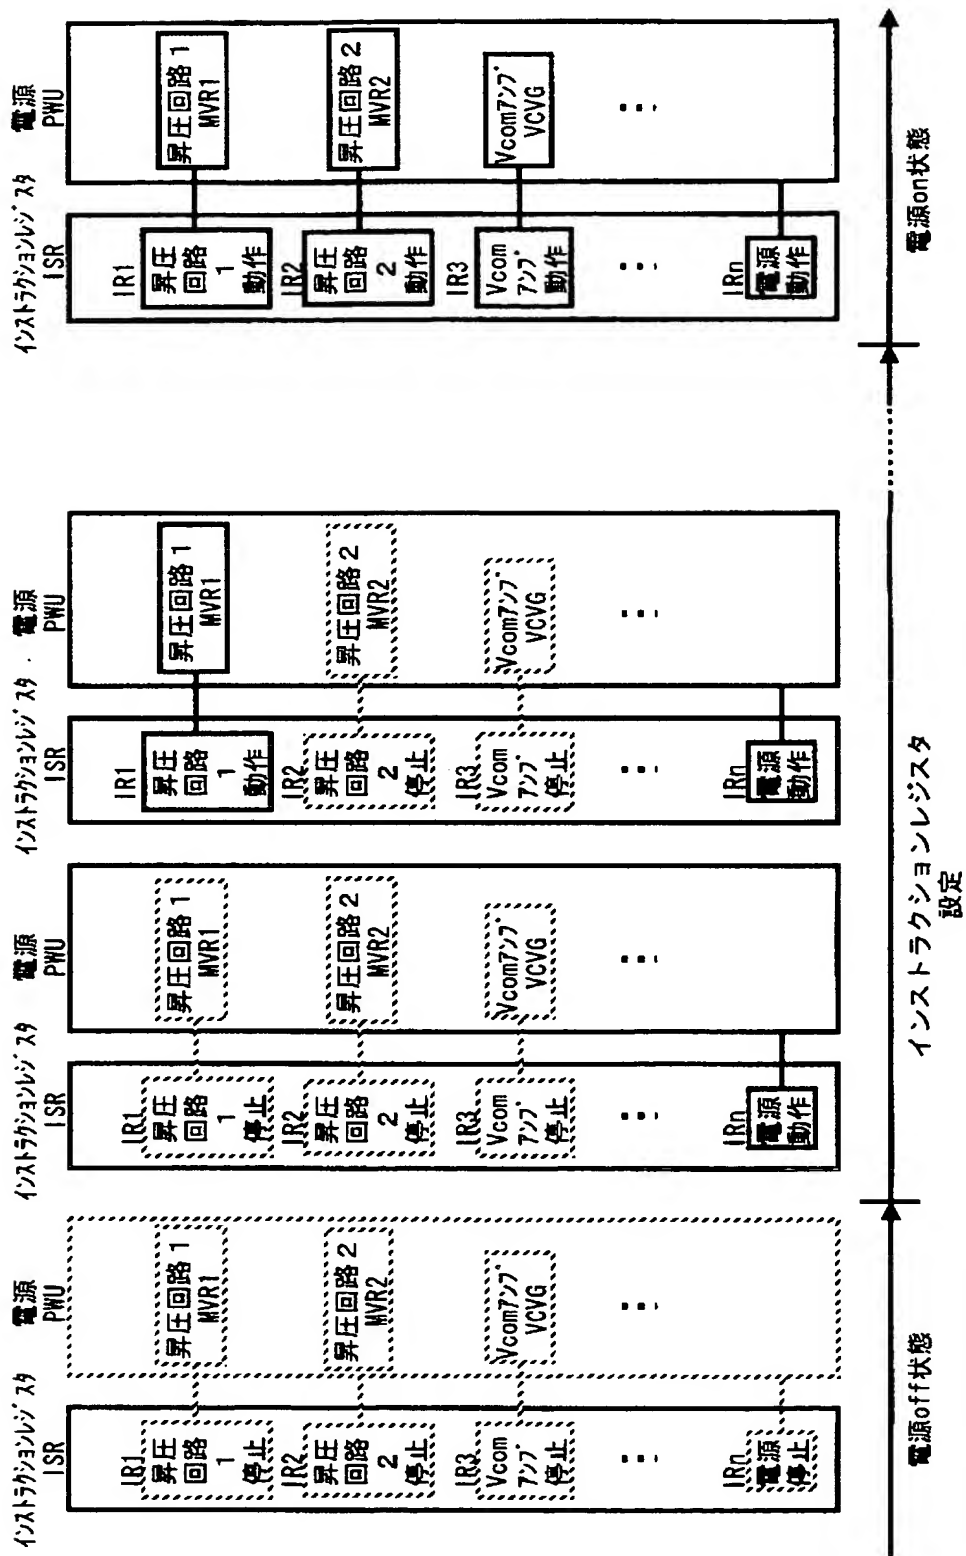 インストラクションレジスタ
ISR
IR1
昇圧
回路
1
停止
IR2
昇圧
回路
2
停止
IR3
Vcom
アンプ
停止
...
IRn
電源
停止
電源
PWU
昇圧回路1
MVR1
昇圧回路2
MVR2
Vcomアンプ
VCVG
...
インストラクションレジスタ
ISR
IR1
昇圧
回路
1
停止
IR2
昇圧
回路
2
停止
IR3
Vcom
アンプ
停止
...
IRn
電源
動作
電源
PWU
昇圧回路1
MVR1
昇圧回路2
MVR2
Vcomアンプ
VCVG
...
インストラクションレジスタ
ISR
IR1
昇圧
回路
1
動作
IR2
昇圧
回路
2
停止
IR3
Vcom
アンプ
停止
...
IRn
電源
動作
電源
PWU
昇圧回路1
MVR1
昇圧回路2
MVR2
Vcomアンプ
VCVG
...
インストラクションレジスタ
ISR
IR1
昇圧
回路
1
動作
IR2
昇圧
回路
2
動作
IR3
Vcom
アンプ
動作
...
IRn
電源
動作
電源
PWU
昇圧回路1
MVR1
昇圧回路2
MVR2
Vcomアンプ
VCVG
...
電源off状態
インストラクションレジスタ
設定
電源on状態